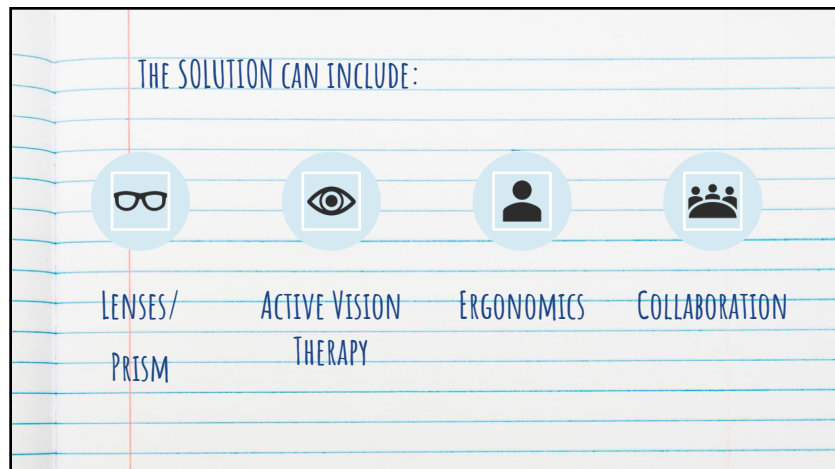 The SOLUTION can include:
Lenses/
Prism
Active Vision
Therapy
Ergonomics
Collaboration